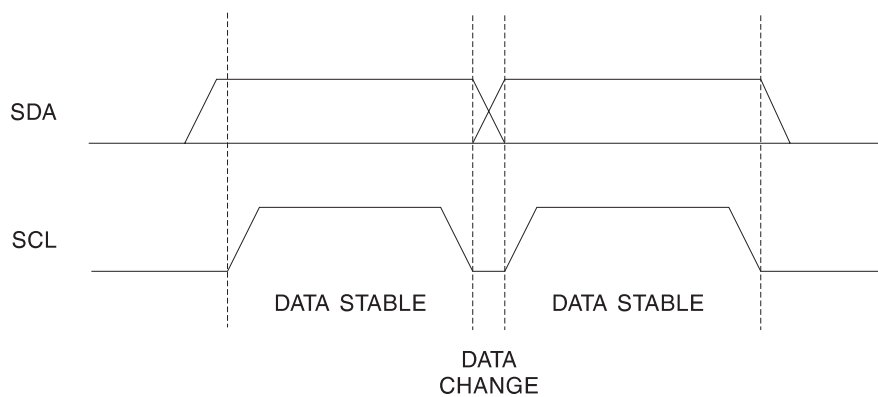 SDA
SCL
DATA STABLE
DATA STABLE
DATA
CHANGE